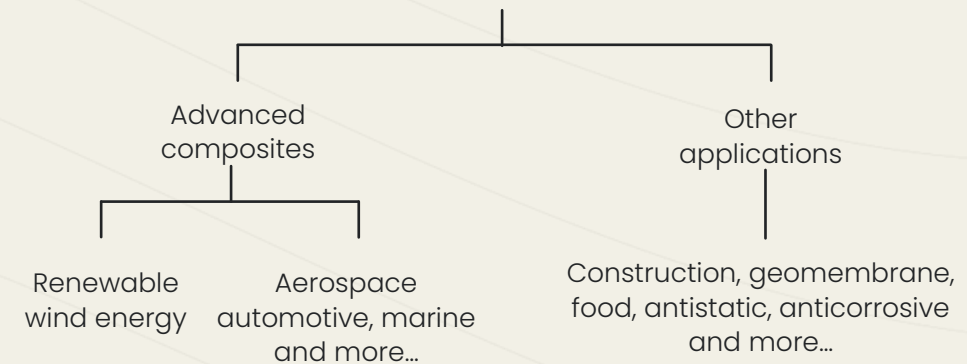 Advanced
composites
Other
applications
Renewable
wind energy
Aerospace
automotive, marine
and more...
Construction, geomembrane,
food, antistatic, anticorrosive
and more...